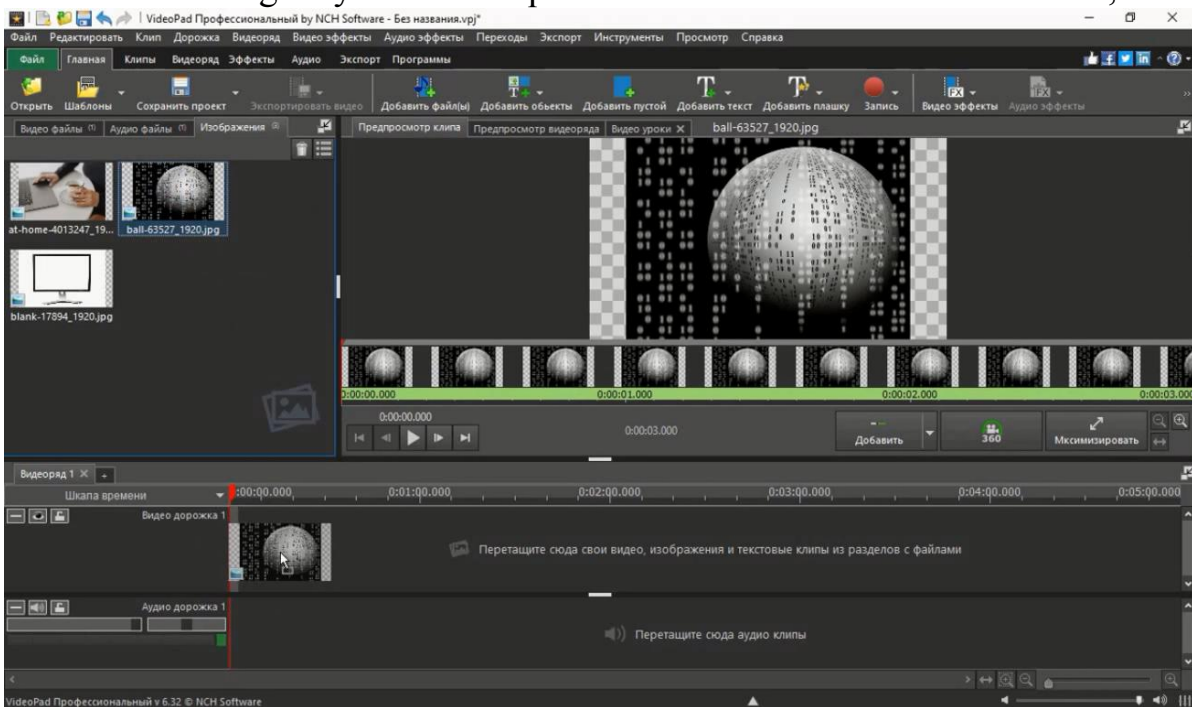 VideoPad Профессиональный by NCH Software - Без названия.vpj*
Файл Редактировать Клип Дорожка Видеоряд Видео эффекты Аудио эффекты Переходы Экспорт Инструменты Просмотр Справка
Файл Главная Клипы Видеоряд Эффекты Аудио Экспорт Программы
Открыть Шаблоны Сохранить проект Экспортировать видео Добавить файл(ы) Добавить объекты Добавить пустой Добавить текст Добавить плашку Запись Видео эффекты Аудио эффекты
Видео файлы (1) Аудио файлы (1) Изображения Предпросмотр клипа Предпросмотр видеоряда Видео уроки ball-63527_1920.jpg
at-home-4013247_19... ball-63527_1920.jpg
blank-17894_1920.jpg
0:00:00.000 0:00:01.000 0:00:02.000 0:00:03.000
0:00:00.000
0:00:03.000
Добавить 360 Мксимизировать
Видеоряд 1
Шкала времени 0:00:00.000 0:01:00.000 0:02:00.000 0:03:00.000 0:04:00.000 0:05:00.000
Видео дорожка 1
Перетащите сюда свои видео, изображения и текстовые клипы из разделов с файлами
Аудио дорожка 1
Перетащите сюда аудио клипы
VideoPad Профессиональный v 6.32 © NCH Software